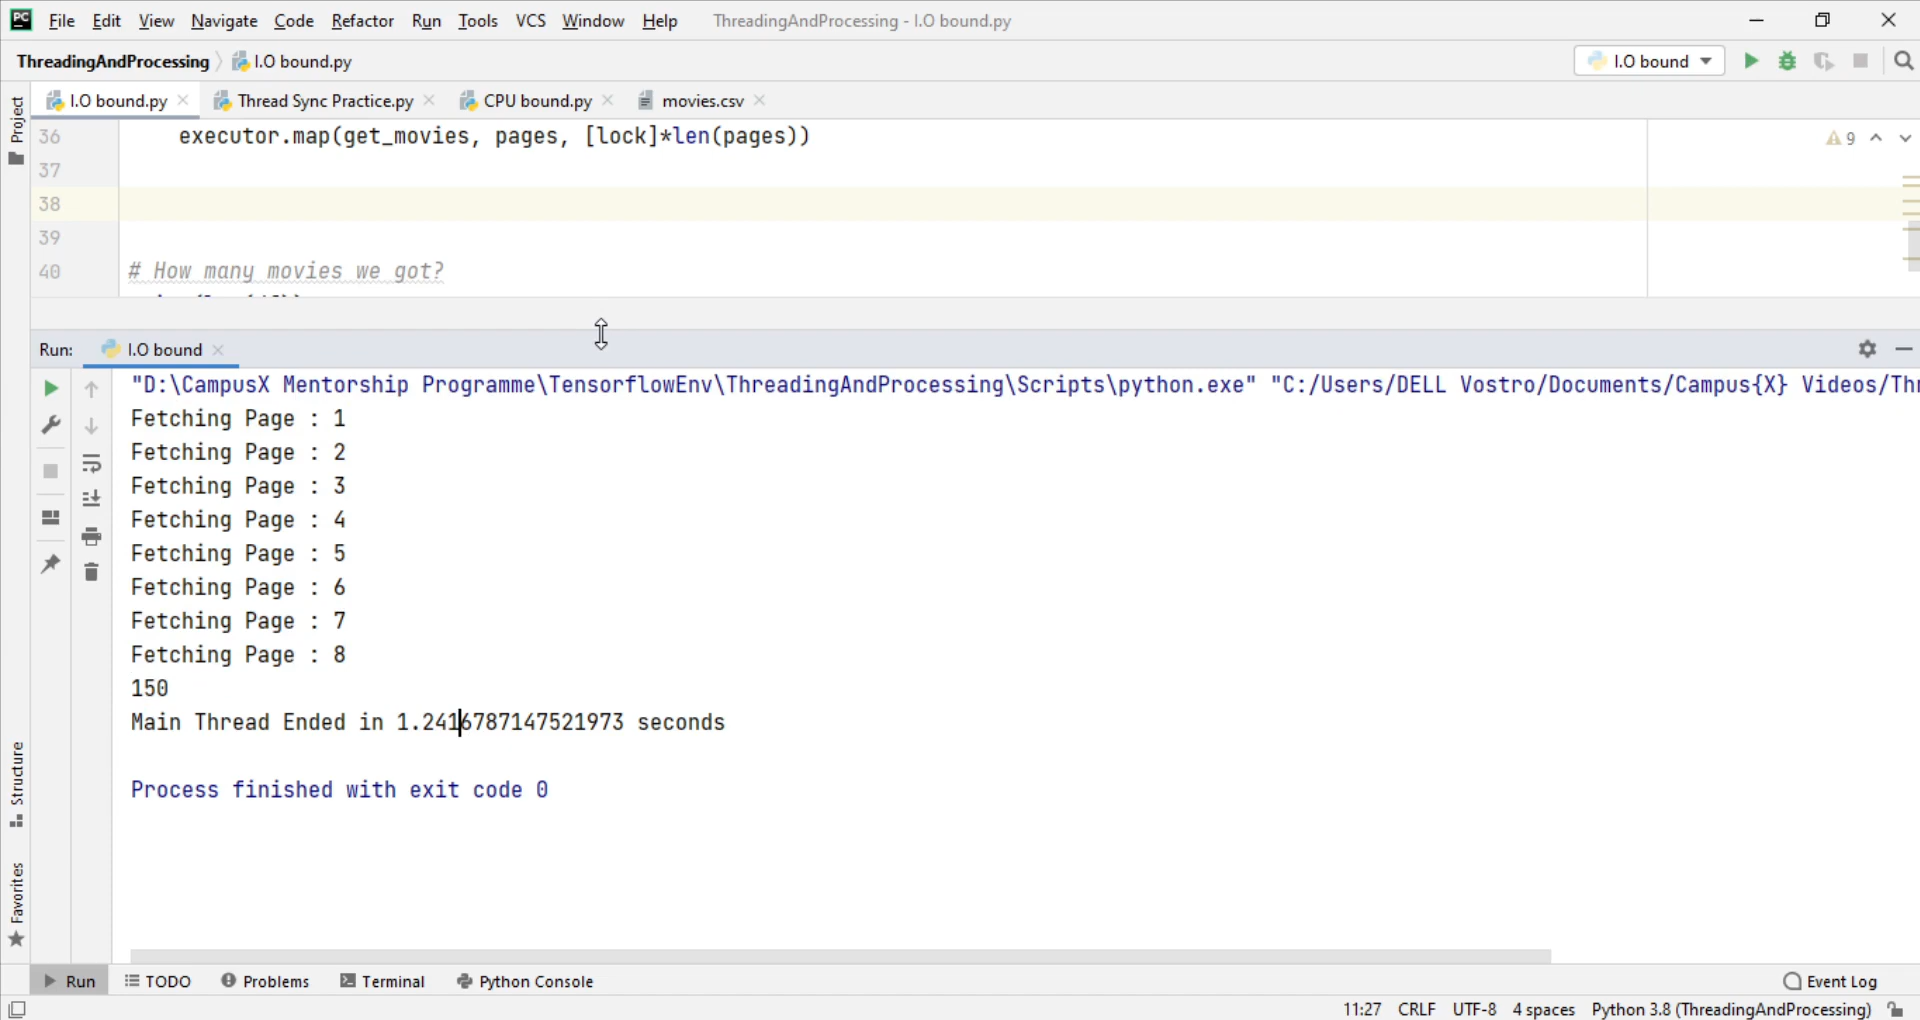 PC File Edit View Navigate Code Refactor Run Tools VCS Window Help ThreadingAndProcessing - I.O bound.py
ThreadingAndProcessing I.O bound.py I.O bound
Project
I.O bound.py Thread Sync Practice.py CPU bound.py movies.csv
36 executor.map(get_movies, pages, [lock]*len(pages))
9
37
38
39
40 # How many movies we got?
Run: I.O bound
"D:\CampusX Mentorship Programme\TensorflowEnv\ThreadingAndProcessing\Scripts\python.exe" "C:/Users/DELL Vostro/Documents/Campus{X} Videos/Thr
Fetching Page : 1
Fetching Page : 2
Fetching Page : 3
Fetching Page : 4
Fetching Page : 5
Fetching Page : 6
Fetching Page : 7
Fetching Page : 8
150
Main Thread Ended in 1.2416787147521973 seconds
Process finished with exit code 0
Structure
Favorites
Run TODO Problems Terminal Python Console Event Log
11:27 CRLF UTF-8 4 spaces Python 3.8 (ThreadingAndProcessing)